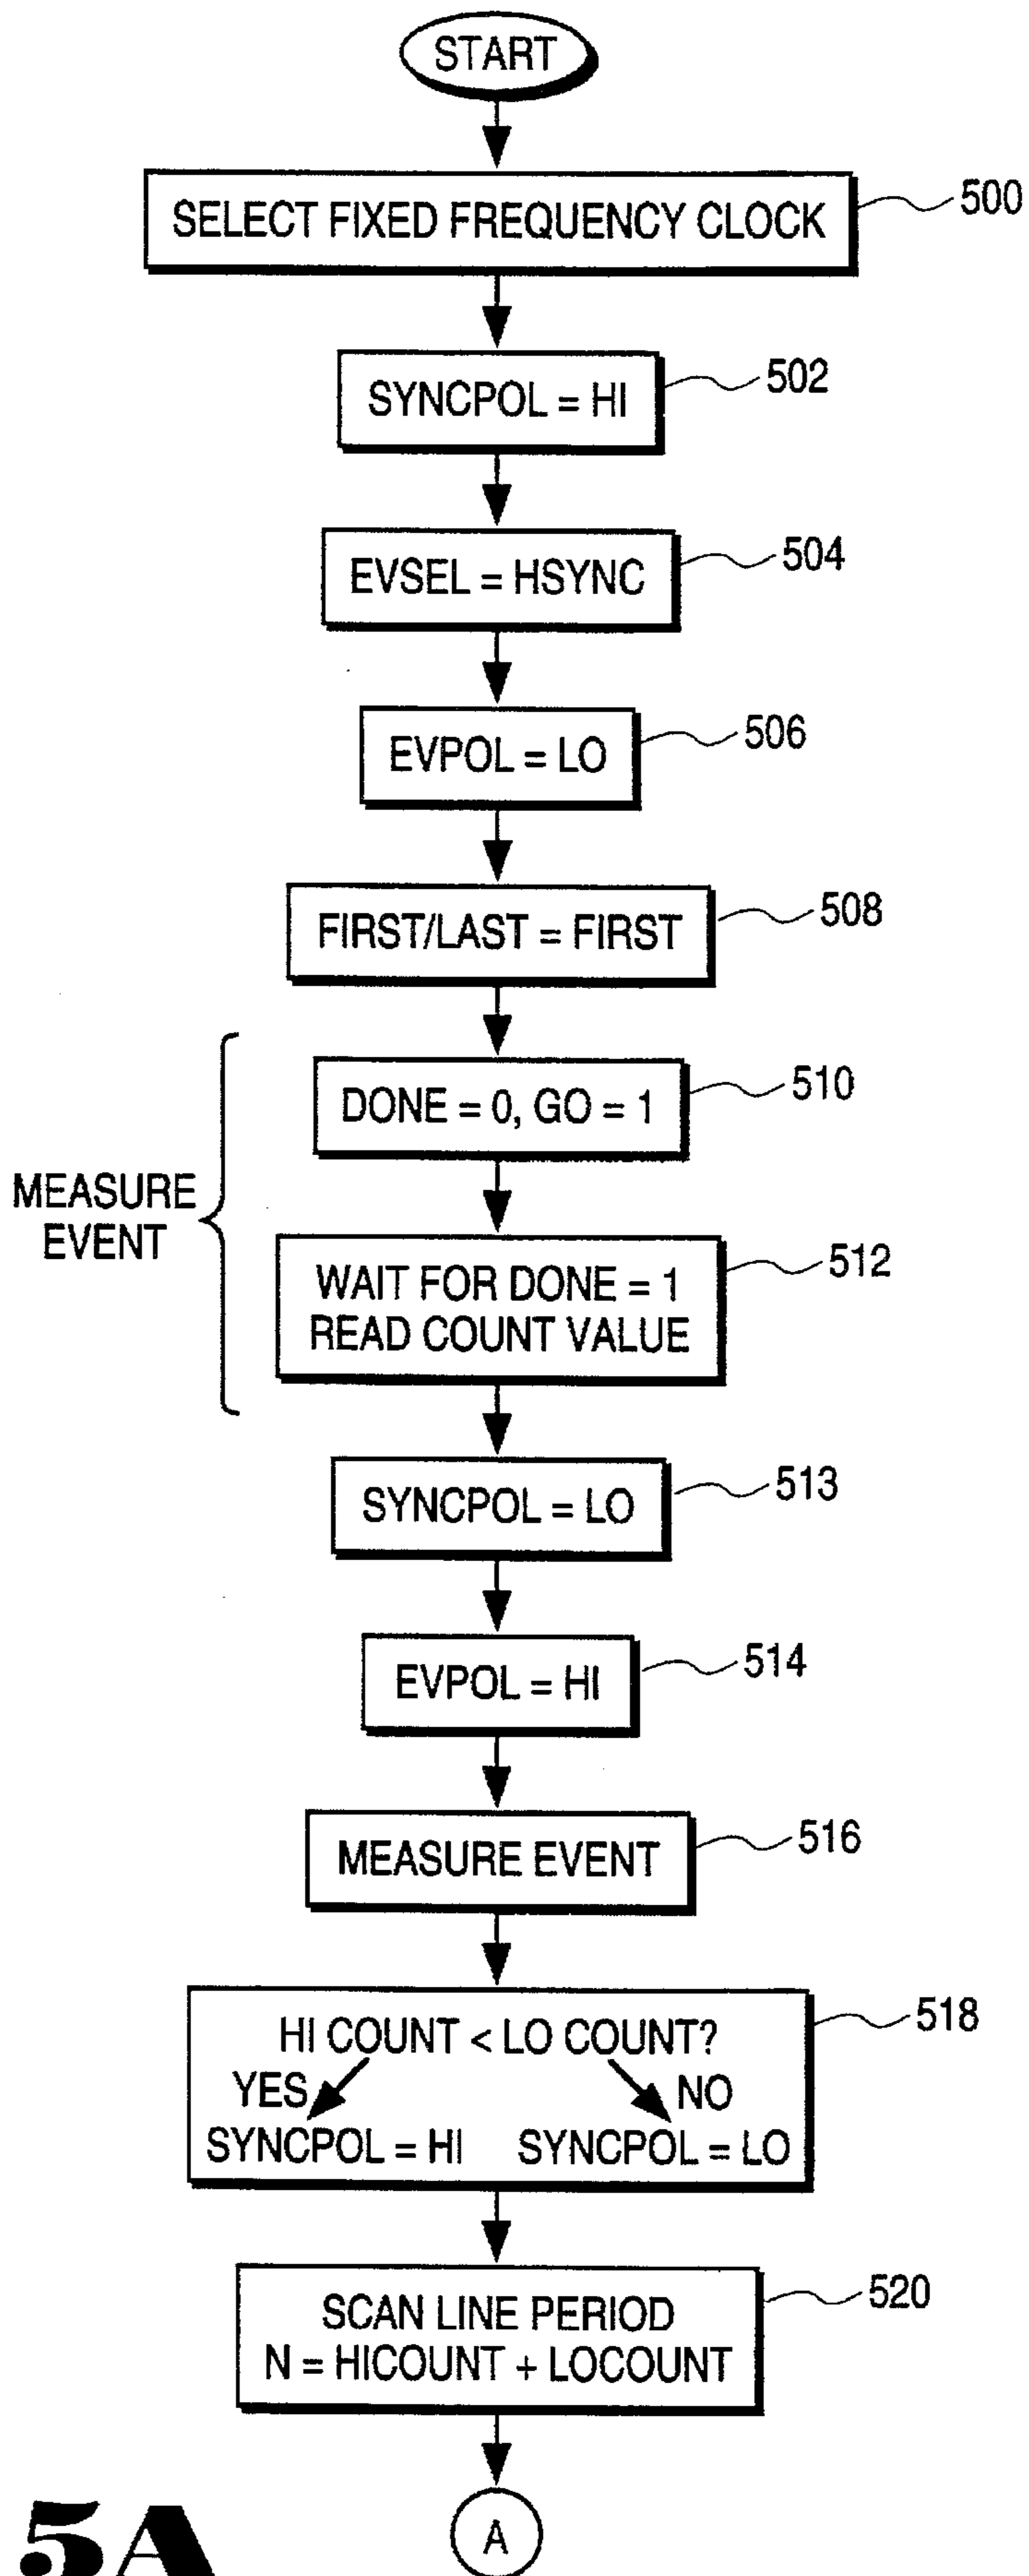 START
SELECT FIXED FREQUENCY CLOCK
500
SYNCPOL = HI
502
EVSEL = HSYNC
504
EVPOL = LO
506
FIRST/LAST = FIRST
508
MEASURE
EVENT
DONE = 0, GO = 1
510
WAIT FOR DONE = 1
READ COUNT VALUE
512
SYNCPOL = LO
513
EVPOL = HI
514
MEASURE EVENT
516
HI COUNT < LO COUNT?
YES NO
SYNCPOL = HI SYNCPOL = LO
518
SCAN LINE PERIOD
N = HICOUNT + LOCOUNT
520
A
5A